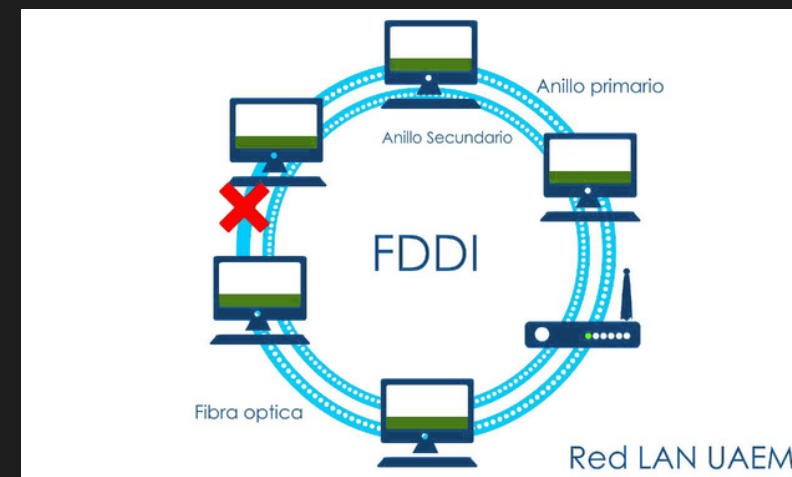 Anillo primario
Anillo Secundario
FDDI
Fibra optica
Red LAN UAEM